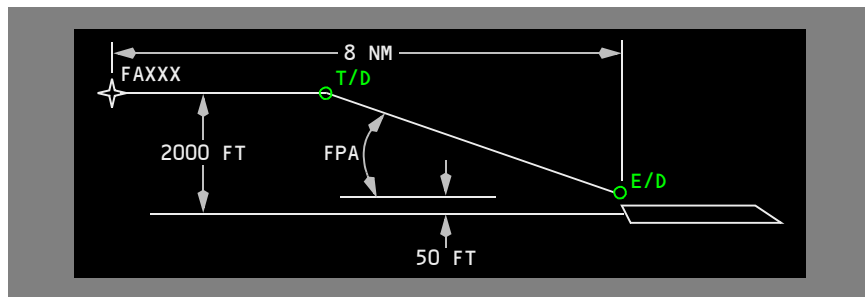 8 NM
FAXXX
T/D
2000 FT
FPA
E/D
50 FT